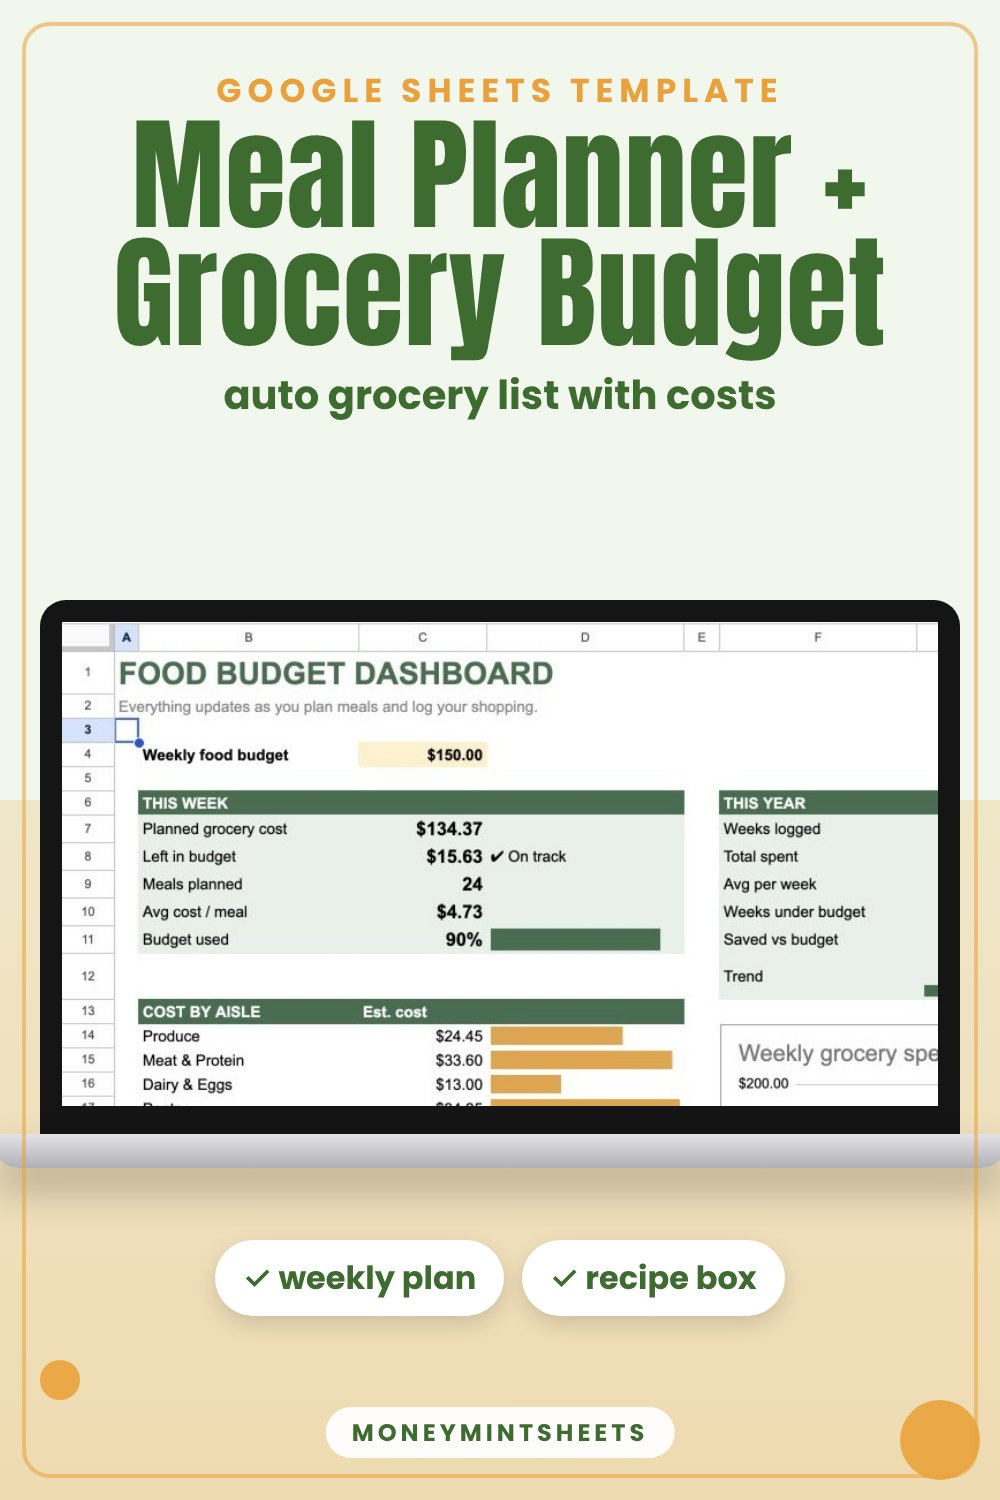 GOOGLE SHEETS TEMPLATE
Meal Planner +
Grocery Budget
auto grocery list with costs
A B C D E F
1 FOOD BUDGET DASHBOARD
2 Everything updates as you plan meals and log your shopping.
3
4 Weekly food budget $150.00
5
6 THIS WEEK THIS YEAR
7 Planned grocery cost $134.37 Weeks logged
8 Left in budget $15.63 ✔ On track Total spent
9 Meals planned 24 Avg per week
10 Avg cost / meal $4.73 Weeks under budget
11 Budget used 90% Saved vs budget
12 Trend
13 COST BY AISLE Est. cost
14 Produce $24.45
15 Meat & Protein $33.60
Weekly grocery spe
16 Dairy & Eggs $13.00 $200.00
✓ weekly plan ✓ recipe box
MONEYMINTSHEETS